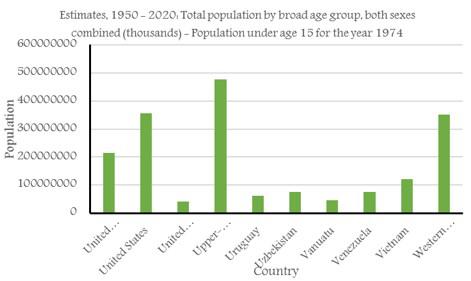 Estimates, 1950 - 2020: Total population by broad age group, both sexes
combined (thousands) - Population under age 15 for the year 1974
Population
600000000
500000000
400000000
300000000
200000000
100000000
0
United...
United States
United...
Upper-...
Uruguay
Uzbekistan
Vanuatu
Venezuela
Vietnam
Western...
Country